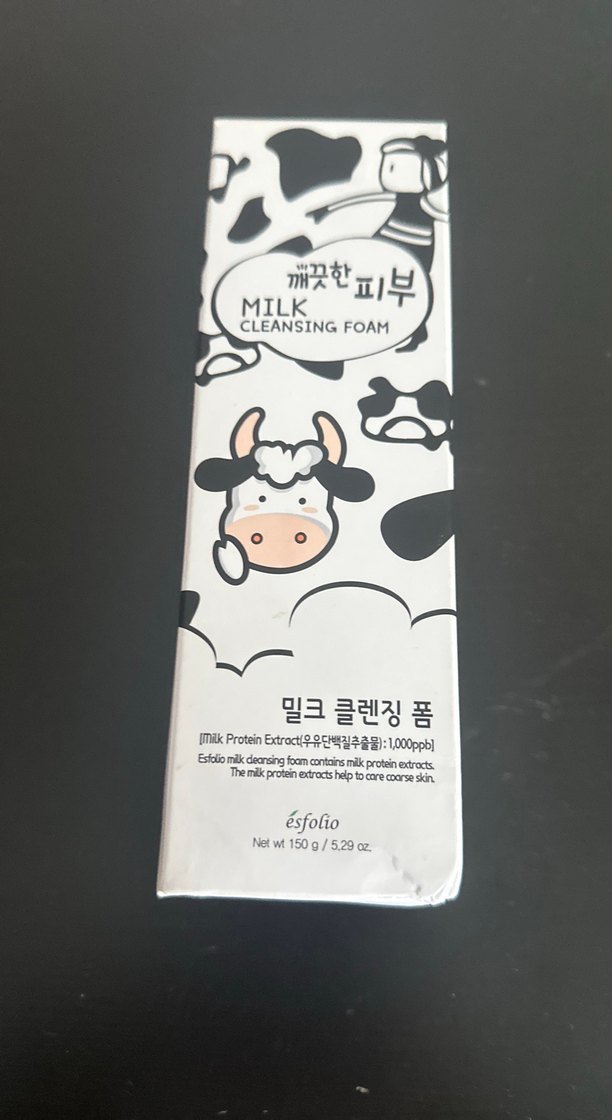 깨끗한 피부
MILK
CLEANSING FOAM
밀크 클렌징 폼
[Milk Protein Extract(우유단백질추출물):1,000ppb]
Esfolio milk cleansing foam contains milk protein extracts.
The milk protein extracts help to care coarse skin.
ésfolio
Net wt 150 g / 5.29 oz.